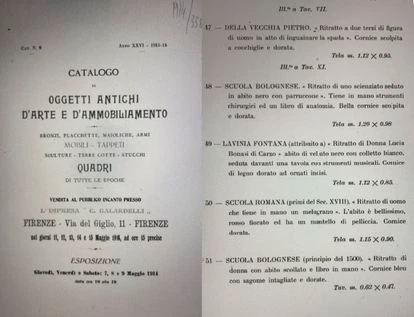 1914/33
Cat. N. 8 Anno XXVI - 1913-14
CATALOGO
DI
OGGETTI ANTICHI
D'ARTE E D'AMMOBILIAMENTO
BRONZI, PLACCHETTE, MAIOLICHE, ARMI
MOBILI - TAPPETI
SCULTURE - TERRE COTTE - STUCCHI
QUADRI
DI TUTTE LE EPOCHE
VENDITA AL PUBBLICO INCANTO PRESSO
L'IMPRESA "C. GALARDELLI"
FIRENZE - Via del Giglio, 11 - FIRENZE
nei giorni 11, 12, 13, 14 e 15 Maggio 1914, ad ore 15 precise
ESPOSIZIONE
Giovedì, Venerdì e Sabato: 7, 8 e 9 Maggio 1914
dalle ore 10 alle 18
Ill.ne a Tav. VII.
47 — DELLA VECCHIA PIETRO. « Ritratto a due terzi di figura
di uomo in atto di inguainare la spada ». Cornice scolpita
a conchiglie e dorata.
Tela m. 1.12 × 0.95.
Ill.ne a Tav. XI.
48 — SCUOLA BOLOGNESE. « Ritratto di uno scienziato seduto
in abito nero con parruccone ». Tiene in mano strumenti
chirurgici ed un libro di anatomia. Bella cornice scolpita
e dorata.
Tela m. 1.20 × 0.98
49 — LAVINIA FONTANA (attribuito a) « Ritratto di Donna Lucia
Bonasi di Carpo » abito di velluto nero con colletto bianco,
seduta davanti una tavola con strumenti musicali. Cornice
di legno dorato ad ornati incisi.
Tela m. 1.12 × 0.85.
50 — SCUOLA ROMANA (primi del Sec. XVIII). « Ritratto di uomo
che tiene in mano un melagrano ». L'abito è bellissimo,
rosso fiorato ed ha un mantello di pelliccia. Cornice
dorata.
Tela m. 1.15 × 0.90.
51 — SCUOLA BOLOGNESE (principio del 1500). « Ritratto di
donna con abito scollato e libro in mano ». Cornice bleu
con sagome intagliate e dorate.
Tav. m. 0.62 × 0.47.